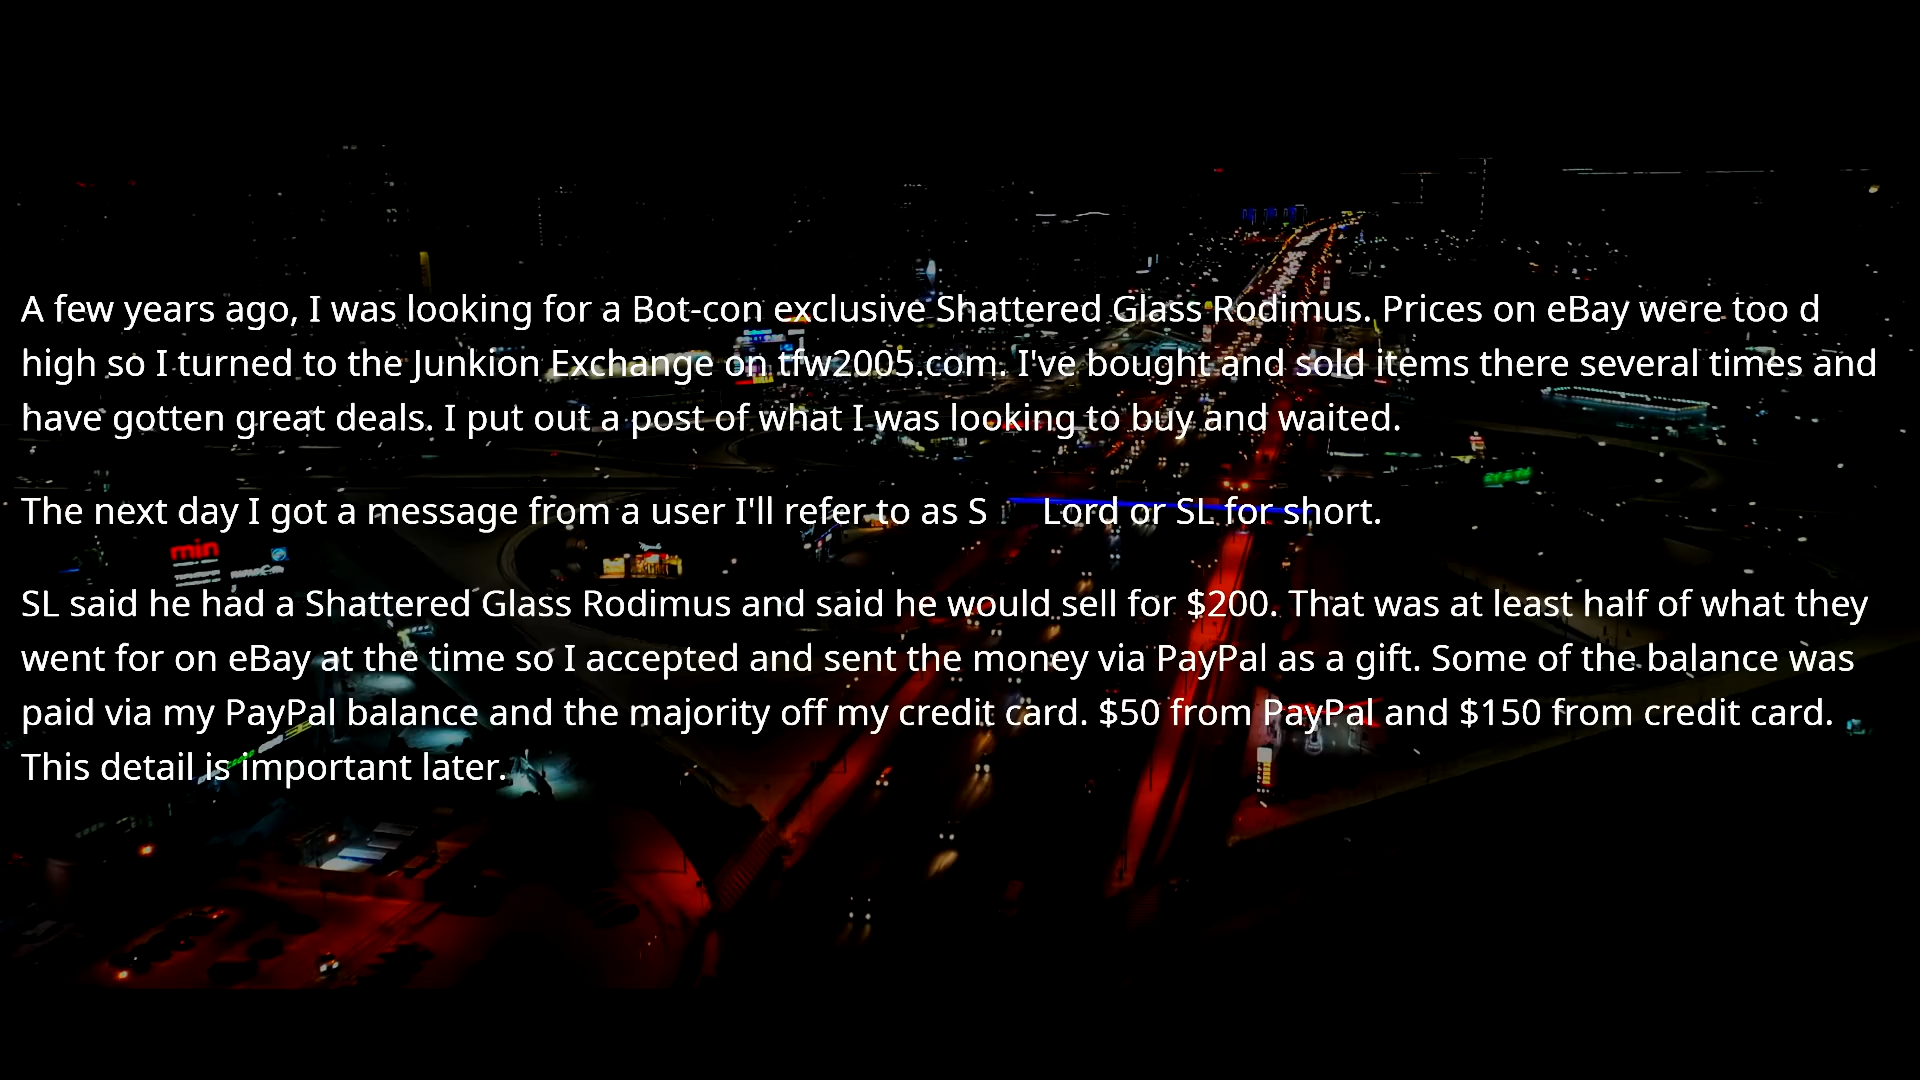 A few years ago, I was looking for a Bot-con exclusive Shattered Glass Rodimus. Prices on eBay were too d
high so I turned to the Junkion Exchange on tfw2005.com. I've bought and sold items there several times and
have gotten great deals. I put out a post of what I was looking to buy and waited.
The next day I got a message from a user I'll refer to as S Lord or SL for short.
min
SL said he had a Shattered Glass Rodimus and said he would sell for $200. That was at least half of what they
went for on eBay at the time so I accepted and sent the money via PayPal as a gift. Some of the balance was
paid via my PayPal balance and the majority off my credit card. $50 from PayPal and $150 from credit card.
This detail is important later.